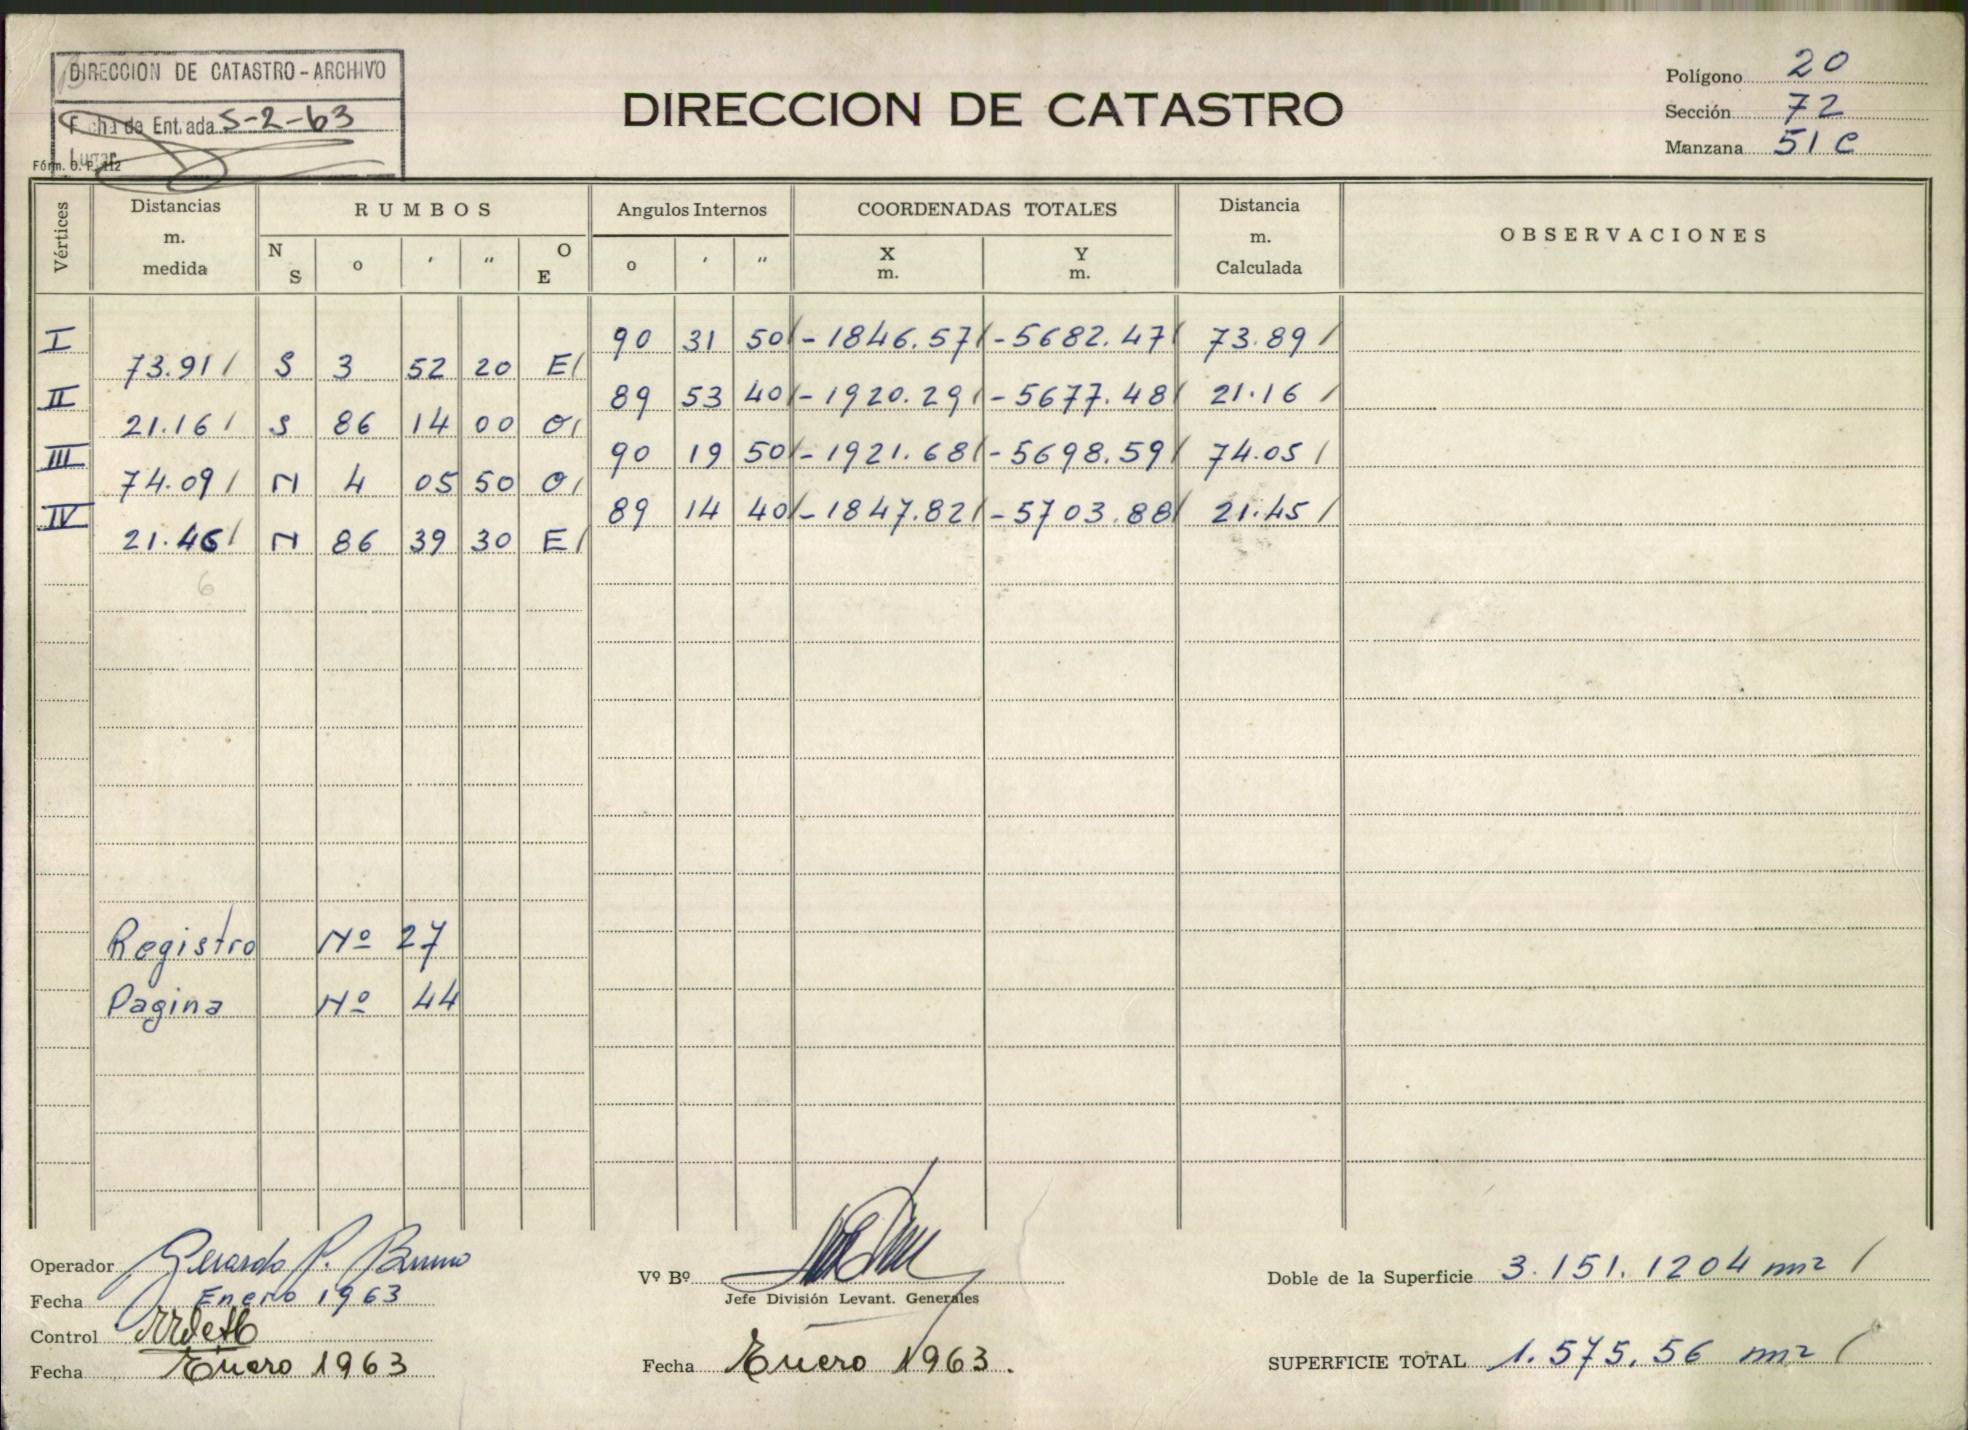 DIRECCION DE CATASTRO - ARCHIVO
Fecha de Entrada 5-2-63
Lugar
Fórm. D. P. 112
DIRECCION DE CATASTRO
Polígono 20
Sección 72
Manzana 51 C
Vértices Distancias m. medida RUMBOS Angulos Internos COORDENADAS TOTALES Distancia m. Calculada OBSERVACIONES
N S o ′ ″ O E o ′ ″ X m. Y m.
I 90 31 50 / -1846.57 / -5682.47 / 73.89 /
73.91 / S 3 52 20 E /
II 89 53 40 / -1920.29 / -5677.48 / 21.16 /
21.16 / S 86 14 00 O /
III 90 19 50 / -1921.68 / -5698.59 / 74.05 /
74.09 / N 4 05 50 O /
IV 89 14 40 / -1847.82 / -5703.88 / 21.45 /
21.46 / N 86 39 30 E /
6
Registro Nº 27
Pagina Nº 44
Operador Gerardo P. Bruno
Fecha Enero 1963
Control
Fecha Enero 1963
Vº Bº
Jefe División Levant. Generales
Fecha Enero 1963.
Doble de la Superficie 3.151.1204 m2 /
SUPERFICIE TOTAL 1.575.56 m2 /